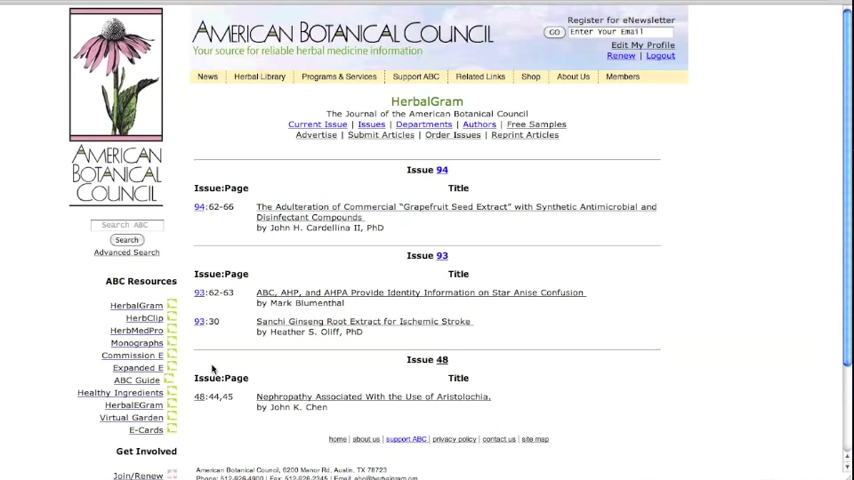 AMERICAN BOTANICAL COUNCIL
Your source for reliable herbal medicine information
Register for eNewsletter
GO Enter Your Email
Edit My Profile
Renew | Logout
News | Herbal Library | Programs & Services | Support ABC | Related Links | Shop | About Us | Members
AMERICAN
BOTANICAL
COUNCIL
Search ABC
Search
Advanced Search
ABC Resources
HerbalGram
HerbClip
HerbMedPro
Monographs
Commission E
Expanded E
ABC Guide
Healthy Ingredients
HerbalEGram
Virtual Garden
E-Cards
Get Involved
Join/Renew
HerbalGram
The Journal of the American Botanical Council
Current Issue | Issues | Departments | Authors | Free Samples
Advertise | Submit Articles | Order Issues | Reprint Articles
Issue 94
Issue:Page Title
94:62-66 The Adulteration of Commercial “Grapefruit Seed Extract” with Synthetic Antimicrobial and
Disinfectant Compounds
by John H. Cardellina II, PhD
Issue 93
Issue:Page Title
93:62-63 ABC, AHP, and AHPA Provide Identity Information on Star Anise Confusion
by Mark Blumenthal
93:30 Sanchi Ginseng Root Extract for Ischemic Stroke
by Heather S. Oliff, PhD
Issue 48
Issue:Page Title
48:44,45 Nephropathy Associated With the Use of Aristolochia.
by John K. Chen
home | about us | support ABC | privacy policy | contact us | site map
American Botanical Council, 6200 Manor Rd, Austin, TX 78723